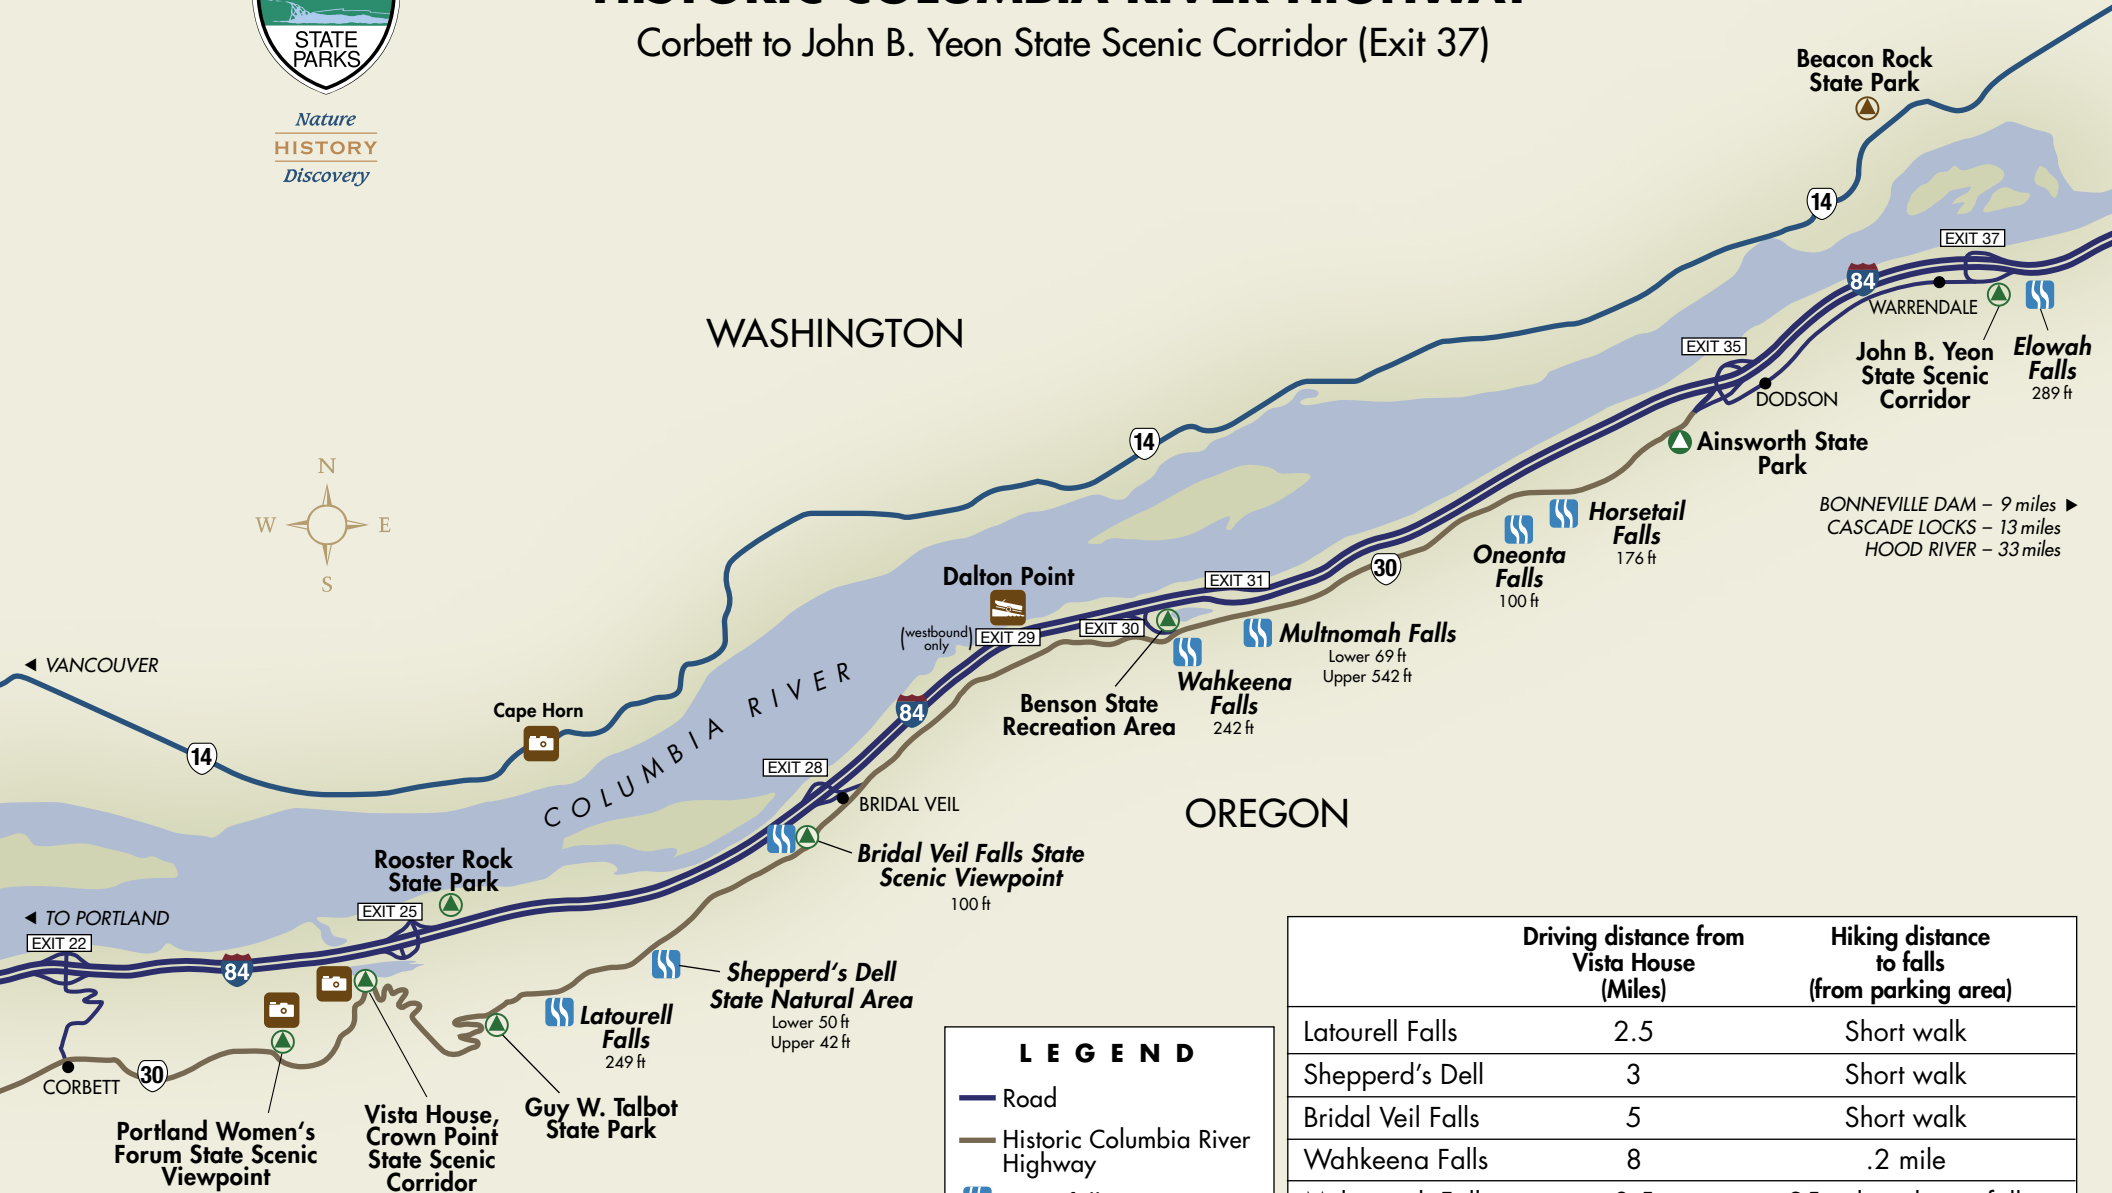 HISTORIC COLUMBIA RIVER HIGHWAY
Corbett to John B. Yeon State Scenic Corridor (Exit 37)
STATE
PARKS
Nature
HISTORY
Discovery
Beacon Rock
State Park
14
EXIT 37
84
WARRENDALE
WASHINGTON
EXIT 35
John B. Yeon
State Scenic
Corridor
Elowah
Falls
289 ft
DODSON
14
Ainsworth State
Park
N
W
E
S
BONNEVILLE DAM – 9 miles ►
CASCADE LOCKS – 13 miles
HOOD RIVER – 33 miles
Horsetail
Falls
176 ft
Oneonta
Falls
100 ft
30
Dalton Point
EXIT 31
(westbound
only)
EXIT 29
EXIT 30
Multnomah Falls
Lower 69 ft
Upper 542 ft
◄ VANCOUVER
Wahkeena
Falls
242 ft
Benson State
Recreation Area
COLUMBIA RIVER
Cape Horn
84
14
EXIT 28
BRIDAL VEIL
OREGON
Bridal Veil Falls State
Scenic Viewpoint
100 ft
Rooster Rock
State Park
EXIT 25
◄ TO PORTLAND
EXIT 22
84
Shepperd's Dell
State Natural Area
Lower 50 ft
Upper 42 ft
Latourell
Falls
249 ft
CORBETT
30
Guy W. Talbot
State Park
Portland Women's
Forum State Scenic
Viewpoint
Vista House,
Crown Point
State Scenic
Corridor
LEGEND
Road
Historic Columbia River
Highway
Driving distance from
Vista House
(Miles)
Hiking distance
to falls
(from parking area)
Latourell Falls 2.5 Short walk
Shepperd's Dell 3 Short walk
Bridal Veil Falls 5 Short walk
Wahkeena Falls 8 .2 mile